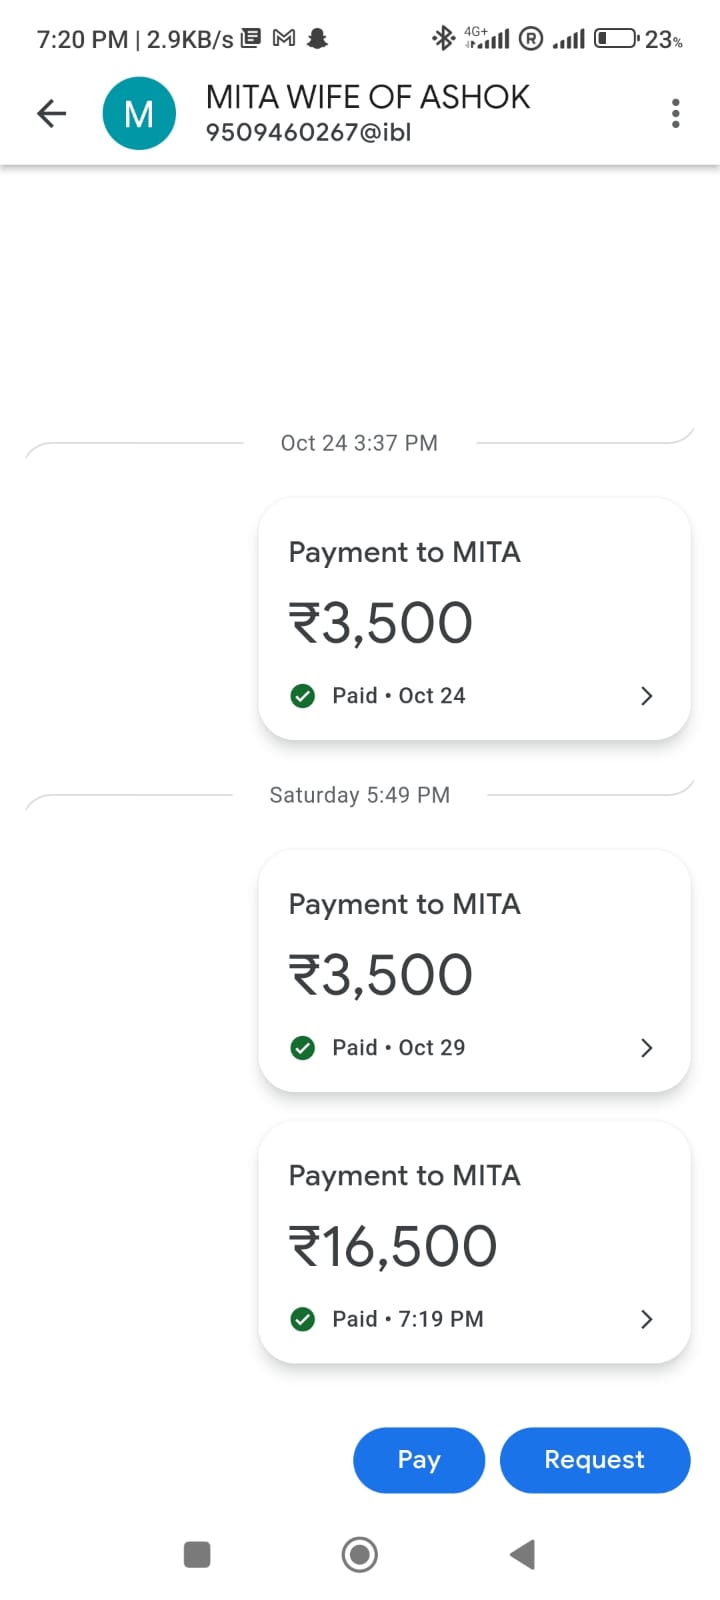 7:20 PM | 2.9KB/s 4G+ R 23%
M MITA WIFE OF ASHOK
9509460267@ibl
Oct 24 3:37 PM
Payment to MITA
₹3,500
Paid • Oct 24
Saturday 5:49 PM
Payment to MITA
₹3,500
Paid • Oct 29
Payment to MITA
₹16,500
Paid • 7:19 PM
Pay Request